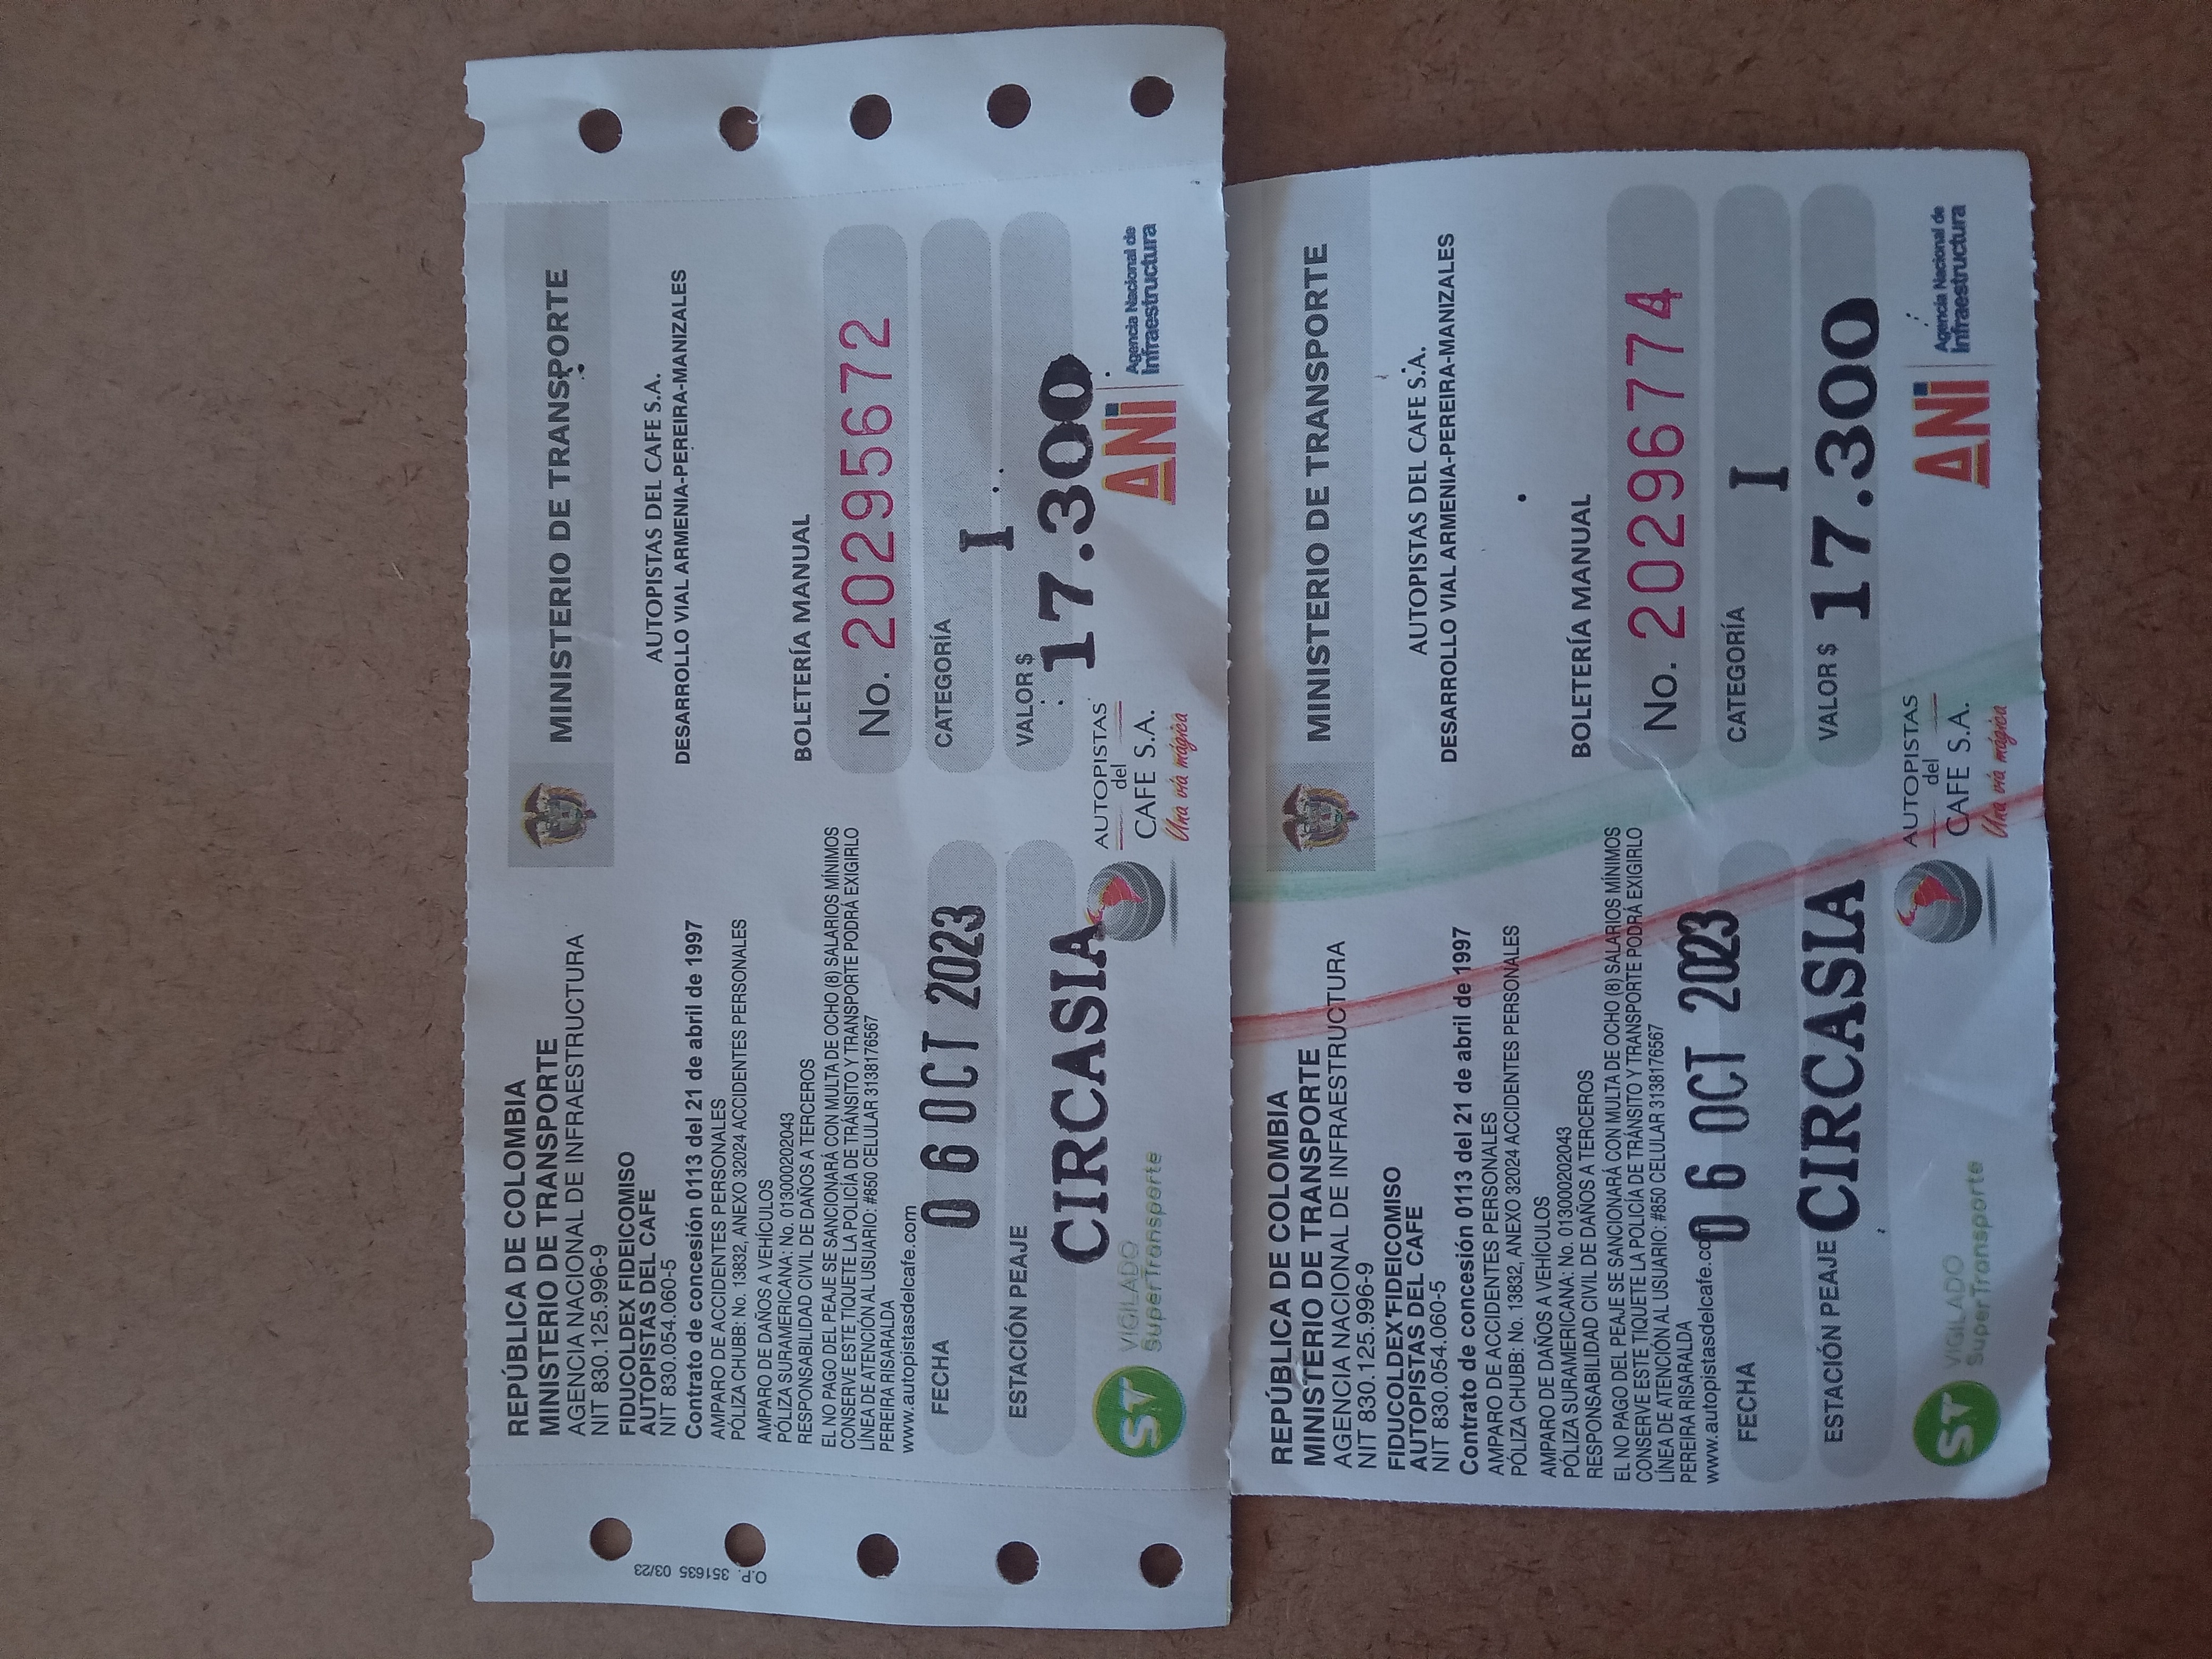 REPÚBLICA DE COLOMBIA
MINISTERIO DE TRANSPORTE
AGENCIA NACIONAL DE INFRAESTRUCTURA
NIT 830.125.996-9
FIDUCOLDEX FIDEICOMISO
AUTOPISTAS DEL CAFE
NIT 830.054.060-5
Contrato de concesión 0113 del 21 de abril de 1997
AMPARO DE ACCIDENTES PERSONALES
PÓLIZA CHUBB: No. 13832, ANEXO 32024 ACCIDENTES PERSONALES
AMPARO DE DAÑOS A VEHÍCULOS
PÓLIZA SURAMERICANA: No. 013000202043
RESPONSABILIDAD CIVIL DE DAÑOS A TERCEROS
EL NO PAGO DEL PEAJE SE SANCIONARÁ CON MULTA DE OCHO (8) SALARIOS MÍNIMOS
CONSERVE ESTE TIQUETE LA POLICÍA DE TRÁNSITO Y TRANSPORTE PODRÁ EXIGIRLO
LÍNEA DE ATENCIÓN AL USUARIO: #850 CELULAR 3138176567
PEREIRA RISARALDA
www.autopistasdelcafe.com
FECHA 06 OCT 2023
ESTACIÓN PEAJE CIRCASIA
ST VIGILADO
SuperTransporte
MINISTERIO DE TRANSPORTE
AUTOPISTAS DEL CAFE S.A.
DESARROLLO VIAL ARMENIA-PEREIRA-MANIZALES
BOLETERÍA MANUAL
No. 20295672
CATEGORÍA I
VALOR $ 17.300
AUTOPISTAS
del
CAFE S.A.
Una vía mágica
ANI Agencia Nacional de
Infraestructura
O.P. 351635 03/23
REPÚBLICA DE COLOMBIA
MINISTERIO DE TRANSPORTE
AGENCIA NACIONAL DE INFRAESTRUCTURA
NIT 830.125.996-9
FIDUCOLDEX FIDEICOMISO
AUTOPISTAS DEL CAFE
NIT 830.054.060-5
Contrato de concesión 0113 del 21 de abril de 1997
AMPARO DE ACCIDENTES PERSONALES
PÓLIZA CHUBB: No. 13832, ANEXO 32024 ACCIDENTES PERSONALES
AMPARO DE DAÑOS A VEHÍCULOS
PÓLIZA SURAMERICANA: No. 013000202043
RESPONSABILIDAD CIVIL DE DAÑOS A TERCEROS
EL NO PAGO DEL PEAJE SE SANCIONARÁ CON MULTA DE OCHO (8) SALARIOS MÍNIMOS
CONSERVE ESTE TIQUETE LA POLICÍA DE TRÁNSITO Y TRANSPORTE PODRÁ EXIGIRLO
LÍNEA DE ATENCIÓN AL USUARIO: #850 CELULAR 3138176567
PEREIRA RISARALDA
www.autopistasdelcafe.co
FECHA 06 OCT 2023
ESTACIÓN PEAJE CIRCASIA
ST VIGILADO
SuperTransporte
MINISTERIO DE TRANSPORTE
AUTOPISTAS DEL CAFE S.A.
DESARROLLO VIAL ARMENIA-PEREIRA-MANIZALES
BOLETERÍA MANUAL
No. 20296774
CATEGORÍA I
VALOR $ 17.300
AUTOPISTAS
del
CAFE S.A.
Una vía mágica
ANI Agencia Nacional de
Infraestructura